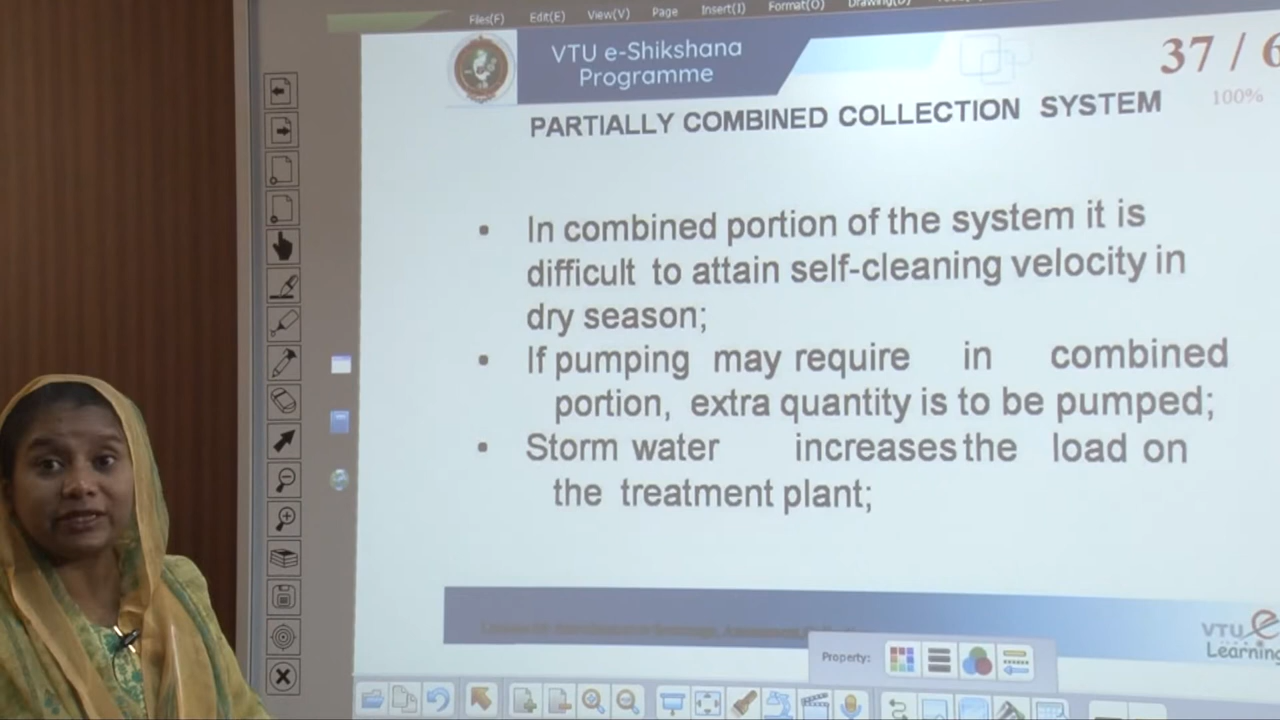 Files(F) Edit(E) View(V) Page Insert(I) Format(O) Drawing(D)
VTU e-Shikshana
Programme
37 / 6
100%
PARTIALLY COMBINED COLLECTION SYSTEM
• In combined portion of the system it is
difficult to attain self-cleaning velocity in
dry season;
• If pumping may require in combined
portion, extra quantity is to be pumped;
• Storm water increases the load on
the treatment plant;
VTU e
Learning
Property: